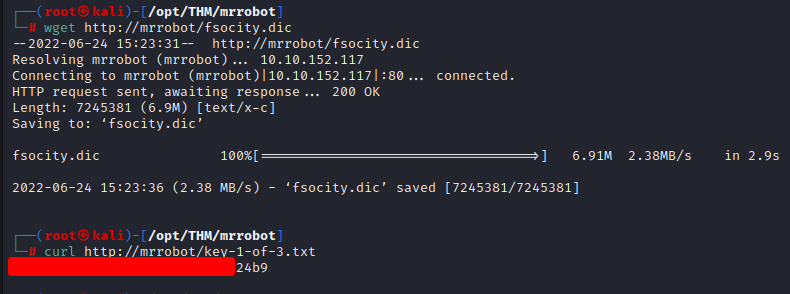 ┌──(root㉿kali)-[/opt/THM/mrrobot]
└─# wget http://mrrobot/fsocity.dic
--2022-06-24 15:23:31--  http://mrrobot/fsocity.dic
Resolving mrrobot (mrrobot)... 10.10.152.117
Connecting to mrrobot (mrrobot)|10.10.152.117|:80... connected.
HTTP request sent, awaiting response... 200 OK
Length: 7245381 (6.9M) [text/x-c]
Saving to: ‘fsocity.dic’
fsocity.dic 100%[===================================>] 6.91M 2.38MB/s in 2.9s
2022-06-24 15:23:36 (2.38 MB/s) - ‘fsocity.dic’ saved [7245381/7245381]
┌──(root㉿kali)-[/opt/THM/mrrobot]
└─# curl http://mrrobot/key-1-of-3.txt
24b9